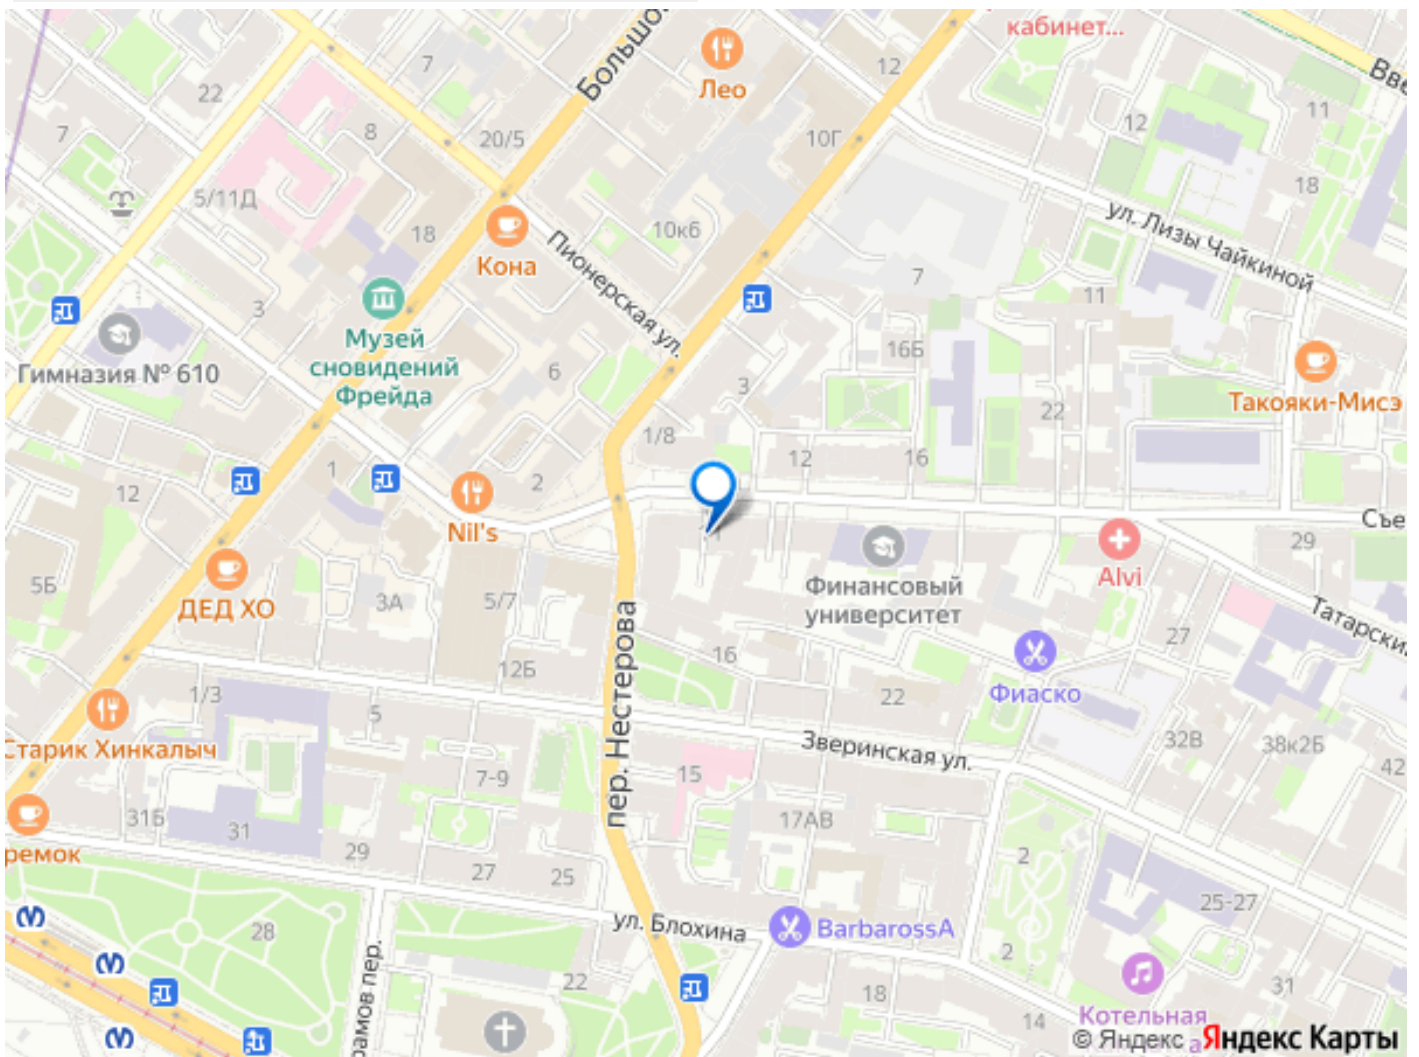 кабинет...
Лео
12
Большо
7
22
7
8
20/5
10Г
12
11
Вве
18
5/11Д
18
10к6
ул. Лизы Чайкиной
Кона
Пионерская ул.
7
11
3
Музей
сновидений
Фрейда
Гимназия № 610
16Б
6
3
22
Такояки-Мисэ
1/8
12
16
1
2
12
Nil's
1
Съе
29
Alvi
5Б
ДЕД ХО
3А
5/7
Финансовый
университет
Татарски
27
пер. Нестерова
16
12Б
22
Фиаско
1/3
5
Старик Хинкалыч
Зверинская ул.
32В
38к2Б
42
7-9
15
31Б
31
17АВ
ремок
29
27
25
2
25-27
28
ул. Блохина
BarbarossA
2
рамов пер.
22
18
14
31
Котельная
© Яндекс Яндекс Карты